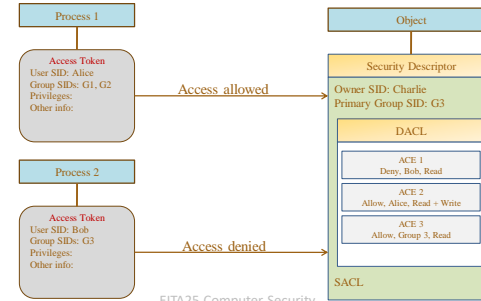 Process 1
Access Token
User SID: Alice
Group SIDs: G1, G2
Privileges:
Other info:
Access allowed
Process 2
Access Token
User SID: Bob
Group SIDs: G3
Privileges:
Other info:
Access denied
Object
Security Descriptor
Owner SID: Charlie
Primary Group SID: G3
DACL
ACE 1
Deny, Bob, Read
ACE 2
Allow, Alice, Read + Write
ACE 3
Allow, Group 3, Read
SACL
EITA25 Computer Security